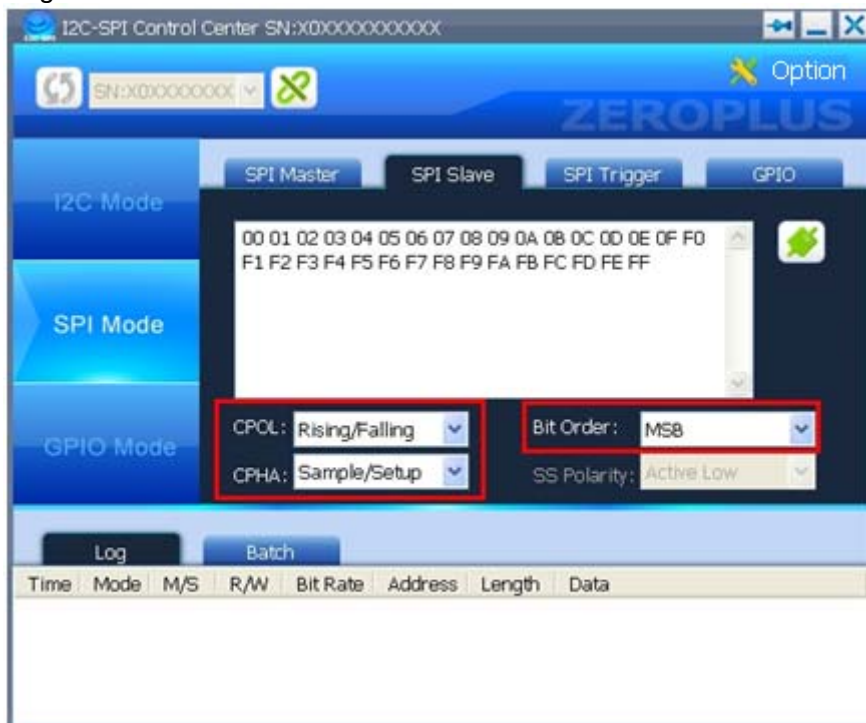 I2C-SPI Control Center SN:X0XXXXXXXXXX
SN:X0XXXXXXX
Option
ZEROPLUS
SPI Master SPI Slave SPI Trigger GPIO
I2C Mode
SPI Mode
GPIO Mode
00 01 02 03 04 05 06 07 08 09 0A 0B 0C 0D 0E 0F F0
F1 F2 F3 F4 F5 F6 F7 F8 F9 FA FB FC FD FE FF
CPOL: Rising/Falling Bit Order: MSB
CPHA: Sample/Setup SS Polarity: Active Low
Log Batch
Time Mode M/S R/W Bit Rate Address Length Data